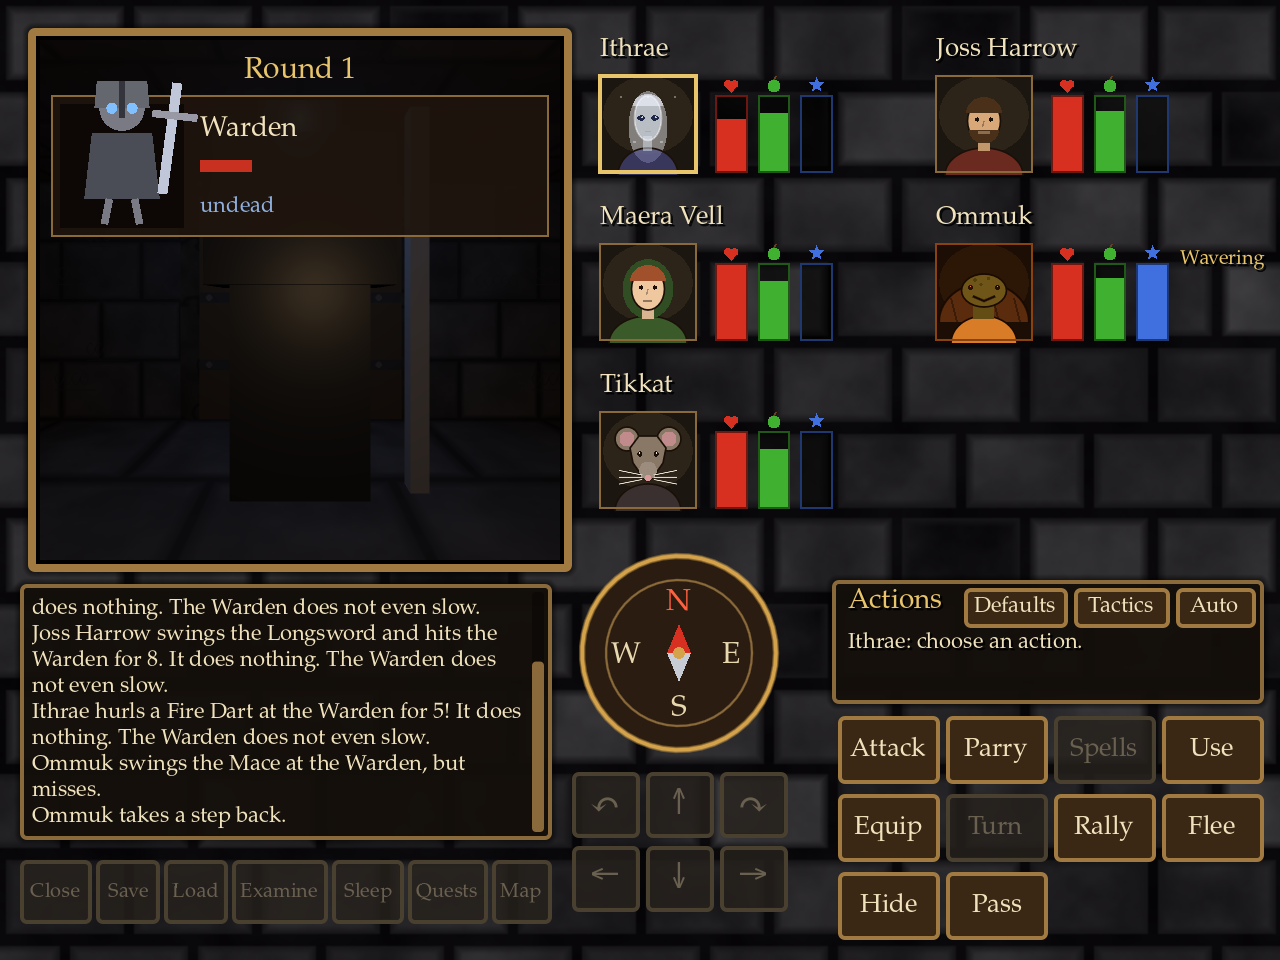 Round 1
Warden
undead
Ithrae
Joss Harrow
Maera Vell
Ommuk
Wavering
Tikkat
does nothing. The Warden does not even slow.
Joss Harrow swings the Longsword and hits the
Warden for 8. It does nothing. The Warden does
not even slow.
Ithrae hurls a Fire Dart at the Warden for 5! It does
nothing. The Warden does not even slow.
Ommuk swings the Mace at the Warden, but
misses.
Ommuk takes a step back.
N
W E
S
Actions Defaults Tactics Auto
Ithrae: choose an action.
Attack Parry Spells Use
Equip Turn Rally Flee
Hide Pass
Close Save Load Examine Sleep Quests Map